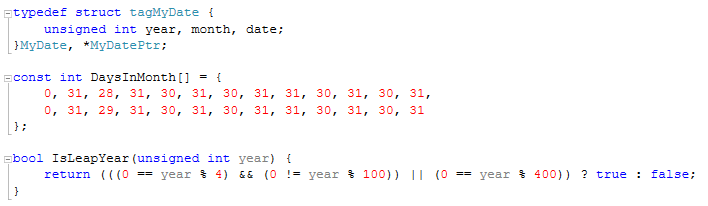 typedef struct tagMyDate {
unsigned int year, month, date;
}MyDate, *MyDatePtr;
const int DaysInMonth[] = {
0, 31, 28, 31, 30, 31, 30, 31, 31, 30, 31, 30, 31,
0, 31, 29, 31, 30, 31, 30, 31, 31, 30, 31, 30, 31
};
bool IsLeapYear(unsigned int year) {
return (((0 == year % 4) && (0 != year % 100)) || (0 == year % 400)) ? true : false;
}